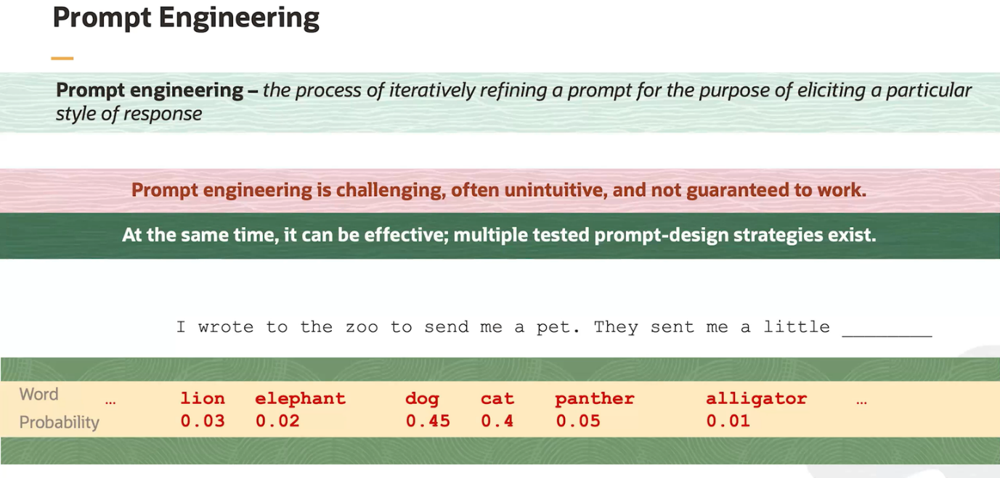 Prompt Engineering
Prompt engineering – the process of iteratively refining a prompt for the purpose of eliciting a particular
style of response
Prompt engineering is challenging, often unintuitive, and not guaranteed to work.
At the same time, it can be effective; multiple tested prompt-design strategies exist.
I wrote to the zoo to send me a pet. They sent me a little ________
Word ... lion elephant dog cat panther alligator ...
Probability 0.03 0.02 0.45 0.4 0.05 0.01